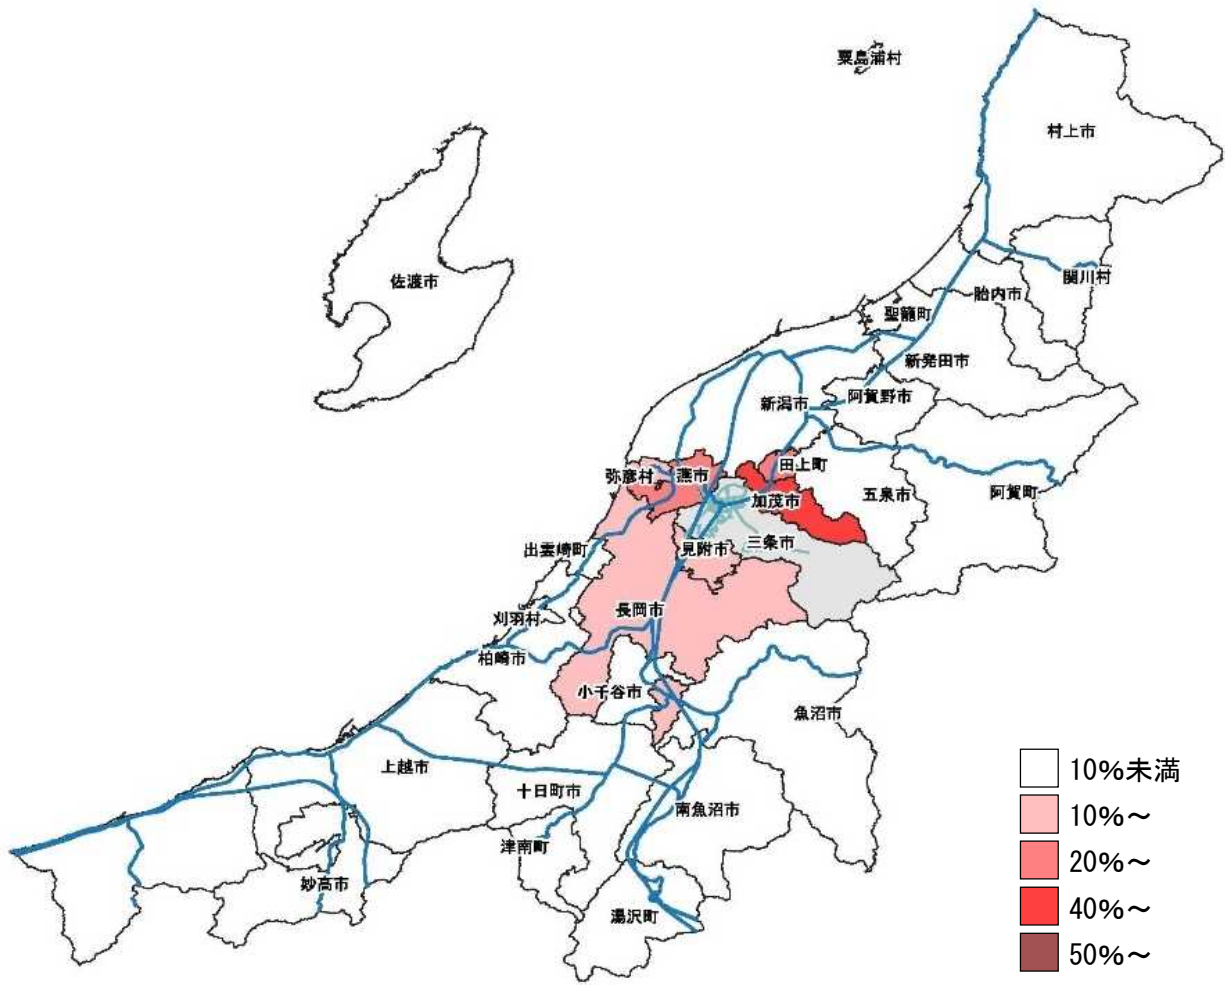 粟島浦村
村上市
佐渡市
関川村
胎内市
聖籠町
新発田市
阿賀野市
新潟市
田上町
弥彦村
燕市
加茂市
五泉市
阿賀町
出雲崎町
見附市
三条市
長岡市
刈羽村
柏崎市
小千谷市
魚沼市
上越市
十日町市
南魚沼市
津南町
妙高市
湯沢町
10%未満
10%～
20%～
40%～
50%～